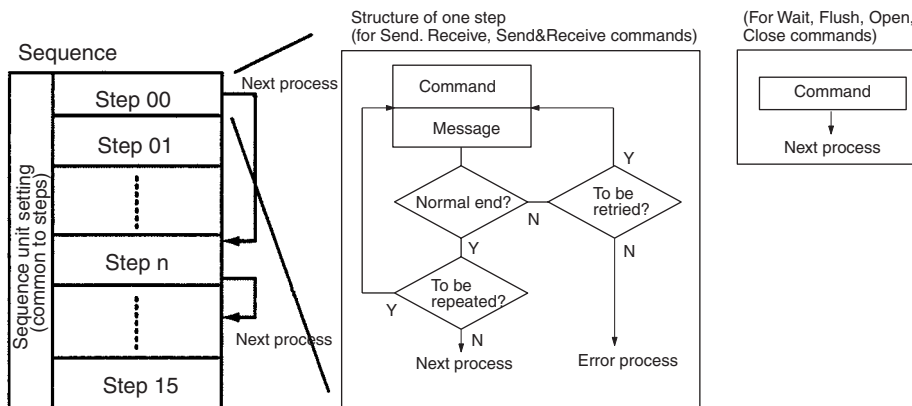 Sequence
Sequence unit setting
(common to steps)
Step 00
Step 01
Step n
Step 15
Next process
Next process
Structure of one step
(for Send. Receive, Send&Receive commands)
Command
Message
Normal end?
N
To be
retried?
Y
N
Y
To be
repeated?
Y
N
Next process
Error process
(For Wait, Flush, Open,
Close commands)
Command
Next process